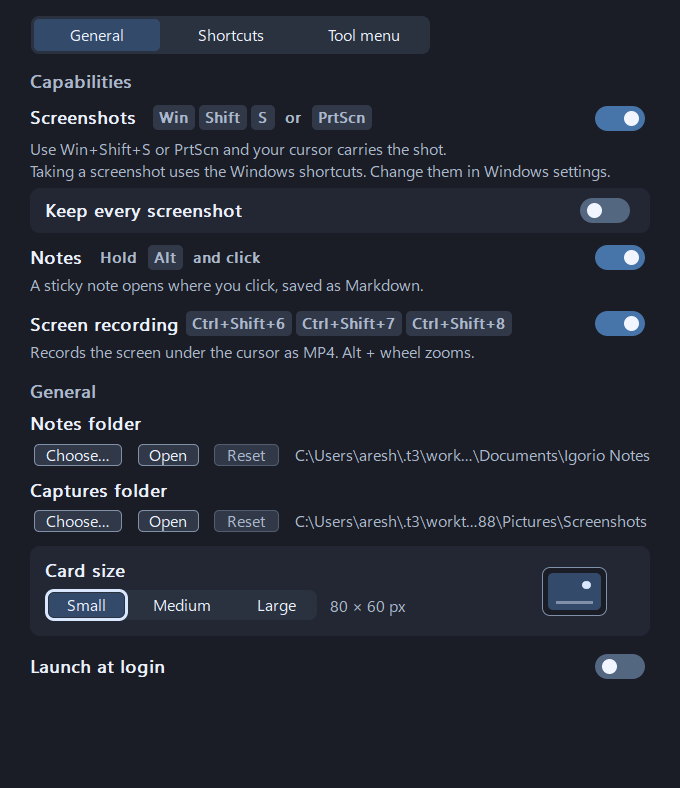 General Shortcuts Tool menu
Capabilities
Screenshots Win Shift S or PrtScn
Use Win+Shift+S or PrtScn and your cursor carries the shot.
Taking a screenshot uses the Windows shortcuts. Change them in Windows settings.
Keep every screenshot
Notes Hold Alt and click
A sticky note opens where you click, saved as Markdown.
Screen recording Ctrl+Shift+6 Ctrl+Shift+7 Ctrl+Shift+8
Records the screen under the cursor as MP4. Alt + wheel zooms.
General
Notes folder
Choose... Open Reset C:\Users\aresh\.t3\work...\Documents\Igorio Notes
Captures folder
Choose... Open Reset C:\Users\aresh\.t3\workt...88\Pictures\Screenshots
Card size
Small Medium Large 80 × 60 px
Launch at login